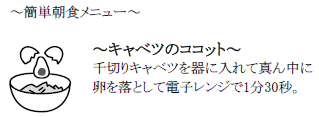 ～簡単朝食メニュー～
～キャベツのココット～
千切りキャベツを器に入れて真ん中に
卵を落として電子レンジで1分30秒。